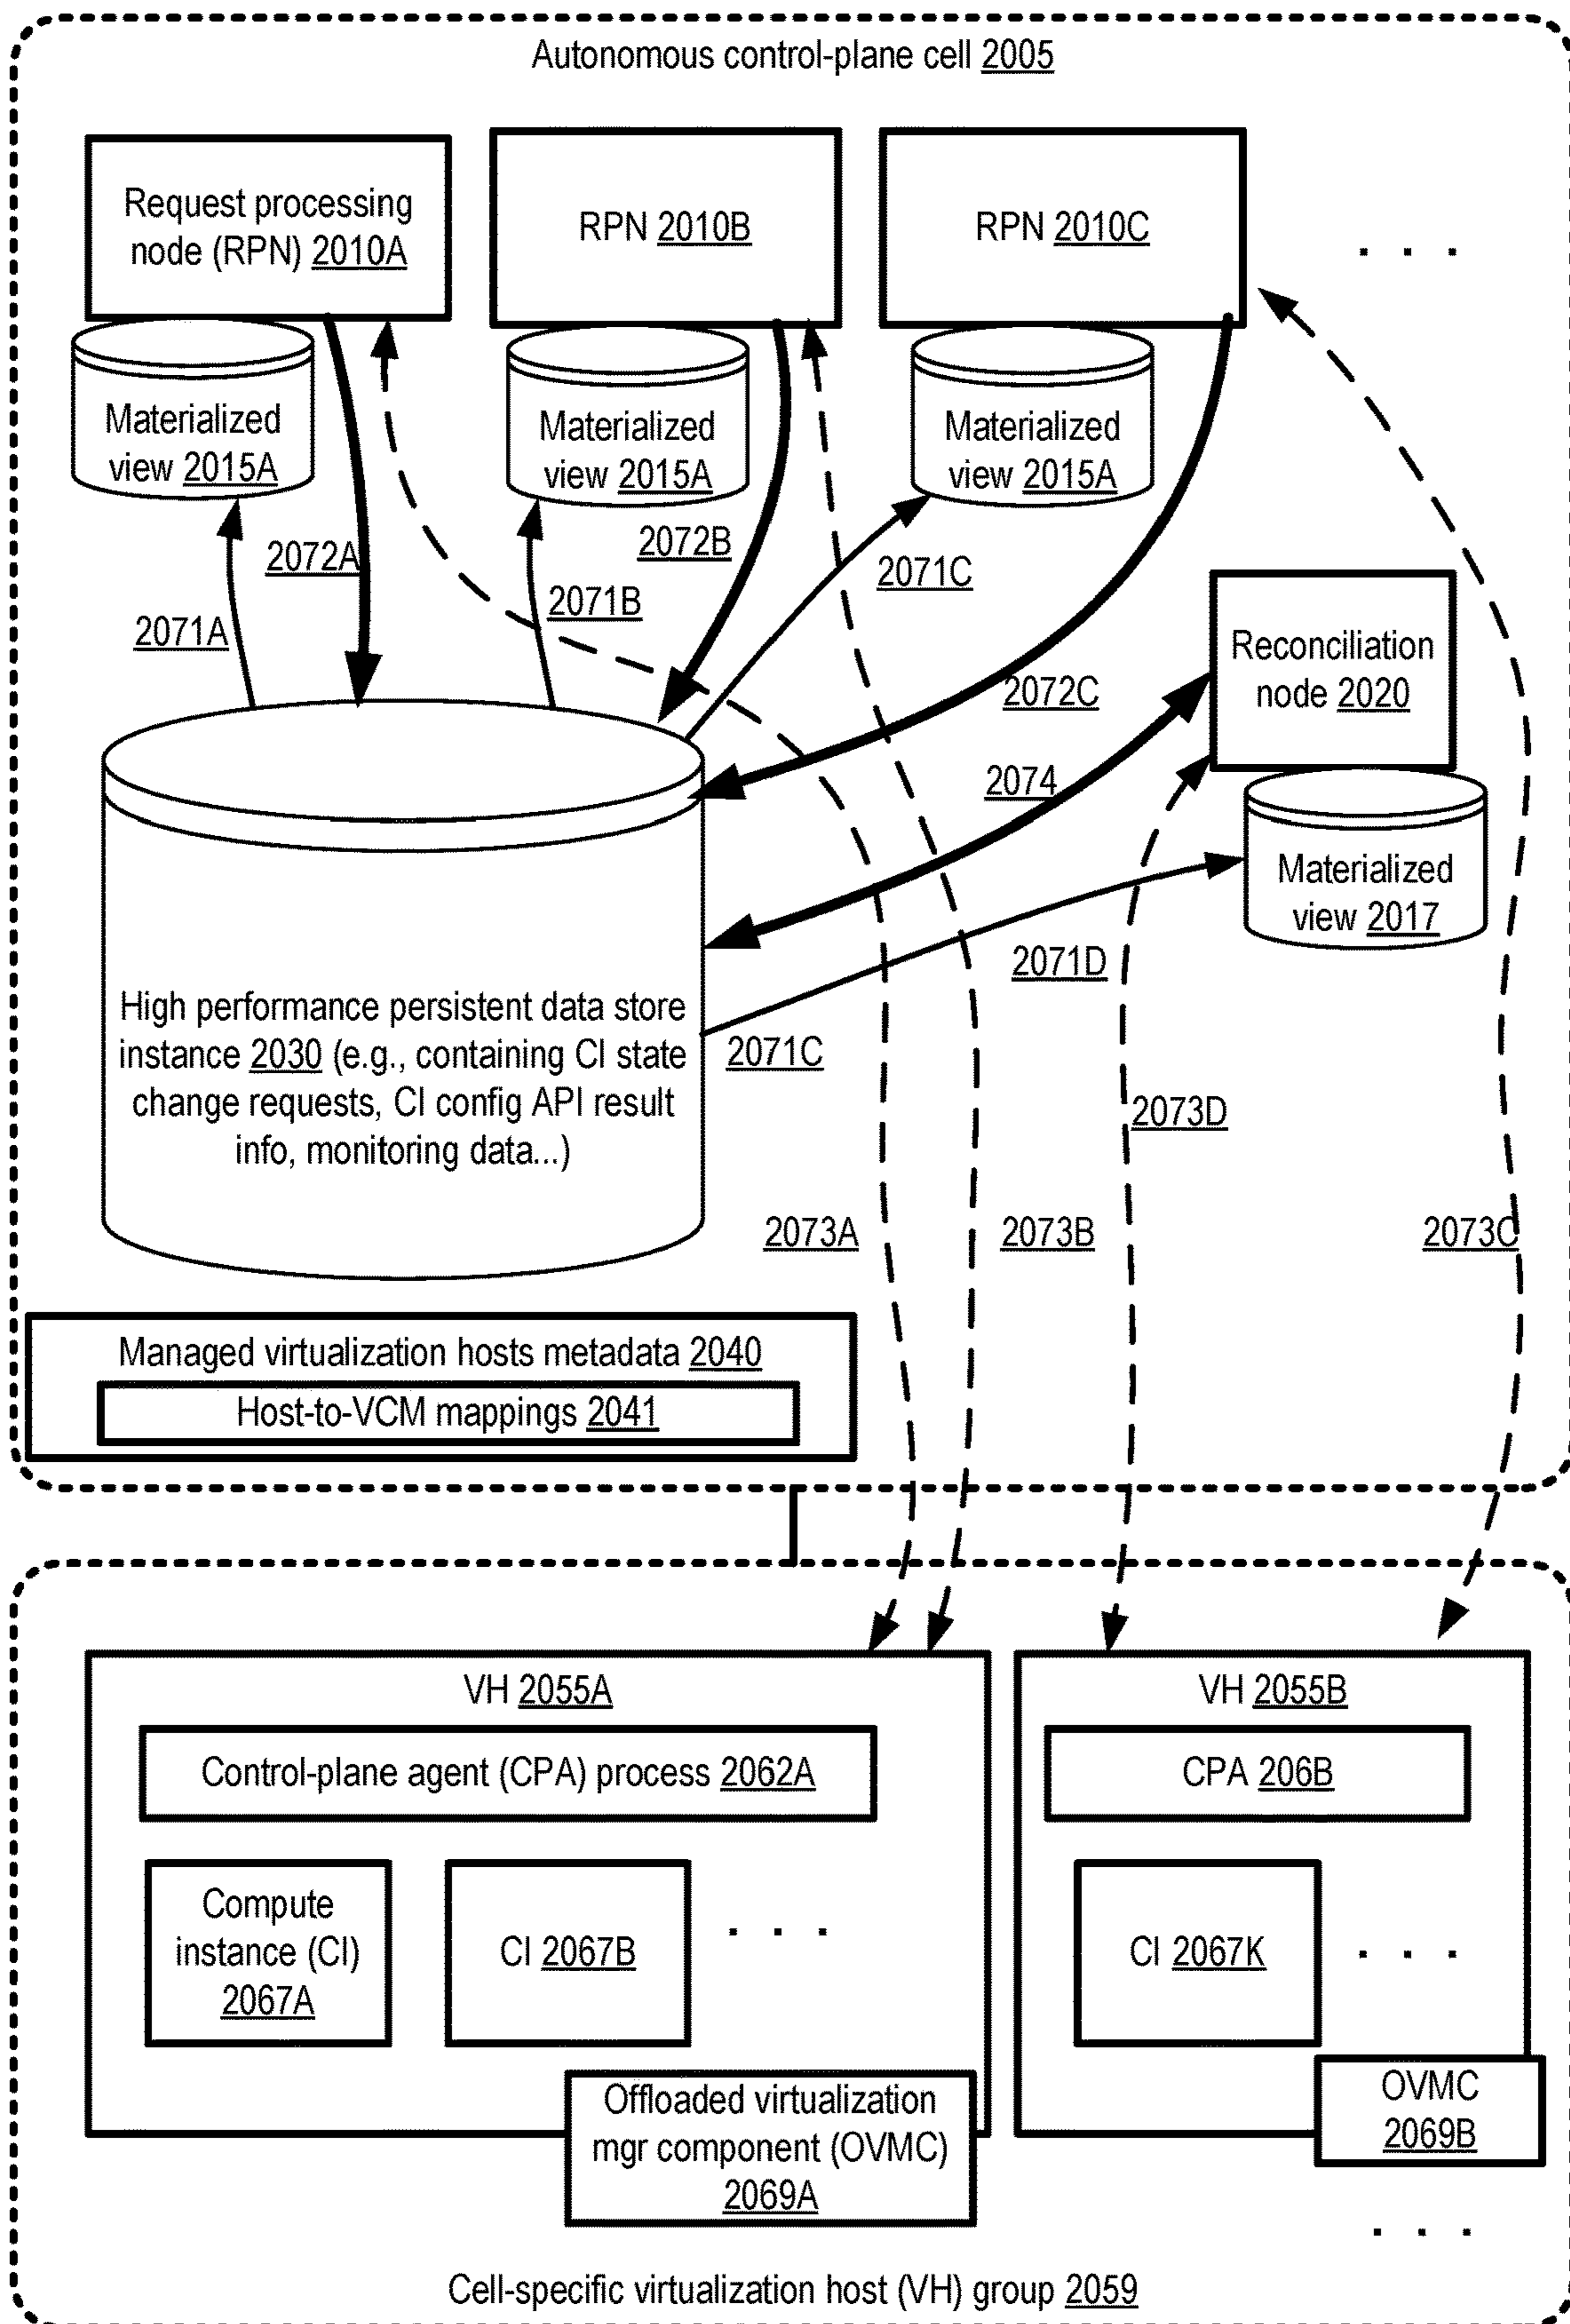 Autonomous control-plane cell 2005
Request processing
node (RPN) 2010A
RPN 2010B
RPN 2010C
. . .
Materialized
view 2015A
Materialized
view 2015A
Materialized
view 2015A
2072A
2072B
2071C
2071A
2071B
Reconciliation
node 2020
2072C
2074
Materialized
view 2017
2071D
High performance persistent data store
instance 2030 (e.g., containing CI state
change requests, CI config API result
info, monitoring data...)
2071C
2073D
2073A
2073B
2073C
Managed virtualization hosts metadata 2040
Host-to-VCM mappings 2041
VH 2055A
VH 2055B
Control-plane agent (CPA) process 2062A
CPA 206B
Compute
instance (CI)
2067A
CI 2067B
. . .
CI 2067K
. . .
Offloaded virtualization
mgr component (OVMC)
2069A
OVMC
2069B
. . .
Cell-specific virtualization host (VH) group 2059